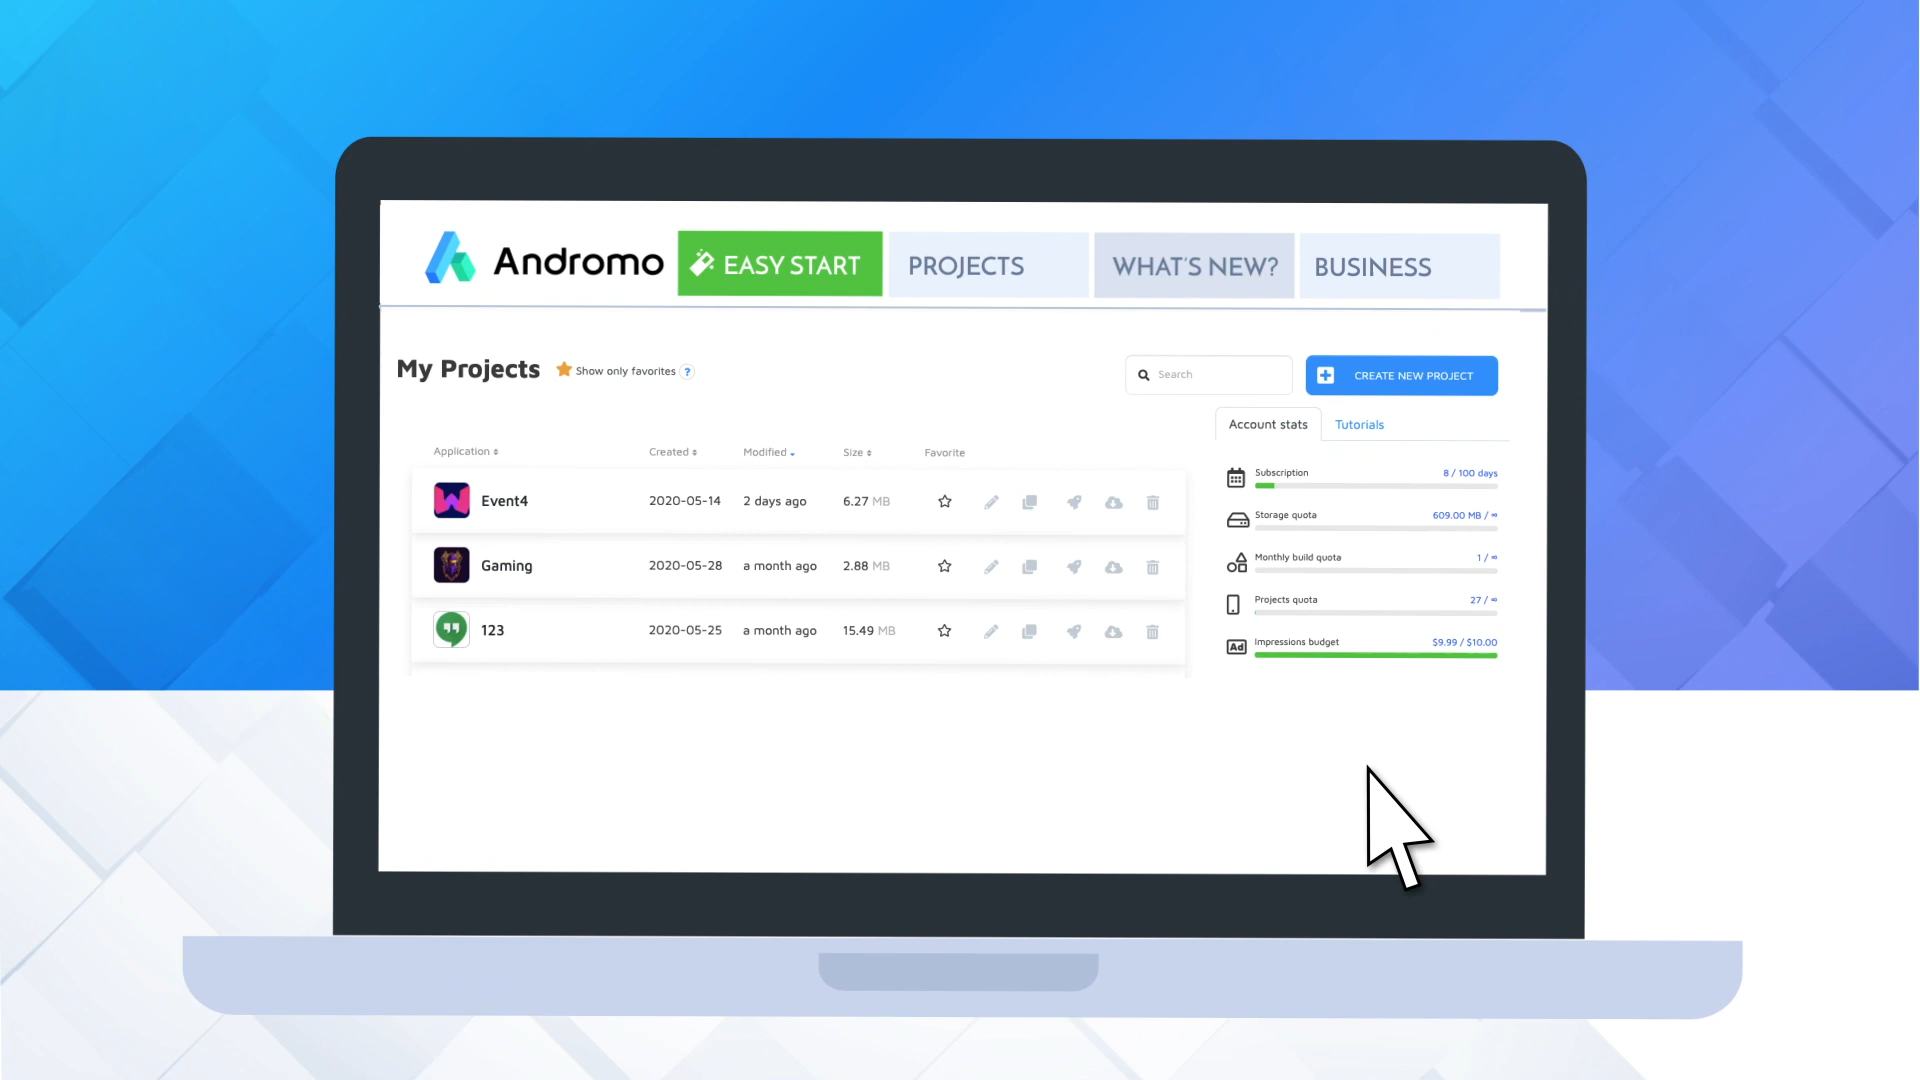 Andromo EASY START PROJECTS WHAT'S NEW? BUSINESS
My Projects Show only favorites ? Search CREATE NEW PROJECT
Account stats Tutorials
Application Created Modified Size Favorite
Event4 2020-05-14 2 days ago 6.27 MB
Gaming 2020-05-28 a month ago 2.88 MB
123 2020-05-25 a month ago 15.49 MB
Subscription 8 / 100 days
Storage quota 609.00 MB / ∞
Monthly build quota 1 / ∞
Projects quota 27 / ∞
Ad Impressions budget $9.99 / $10.00